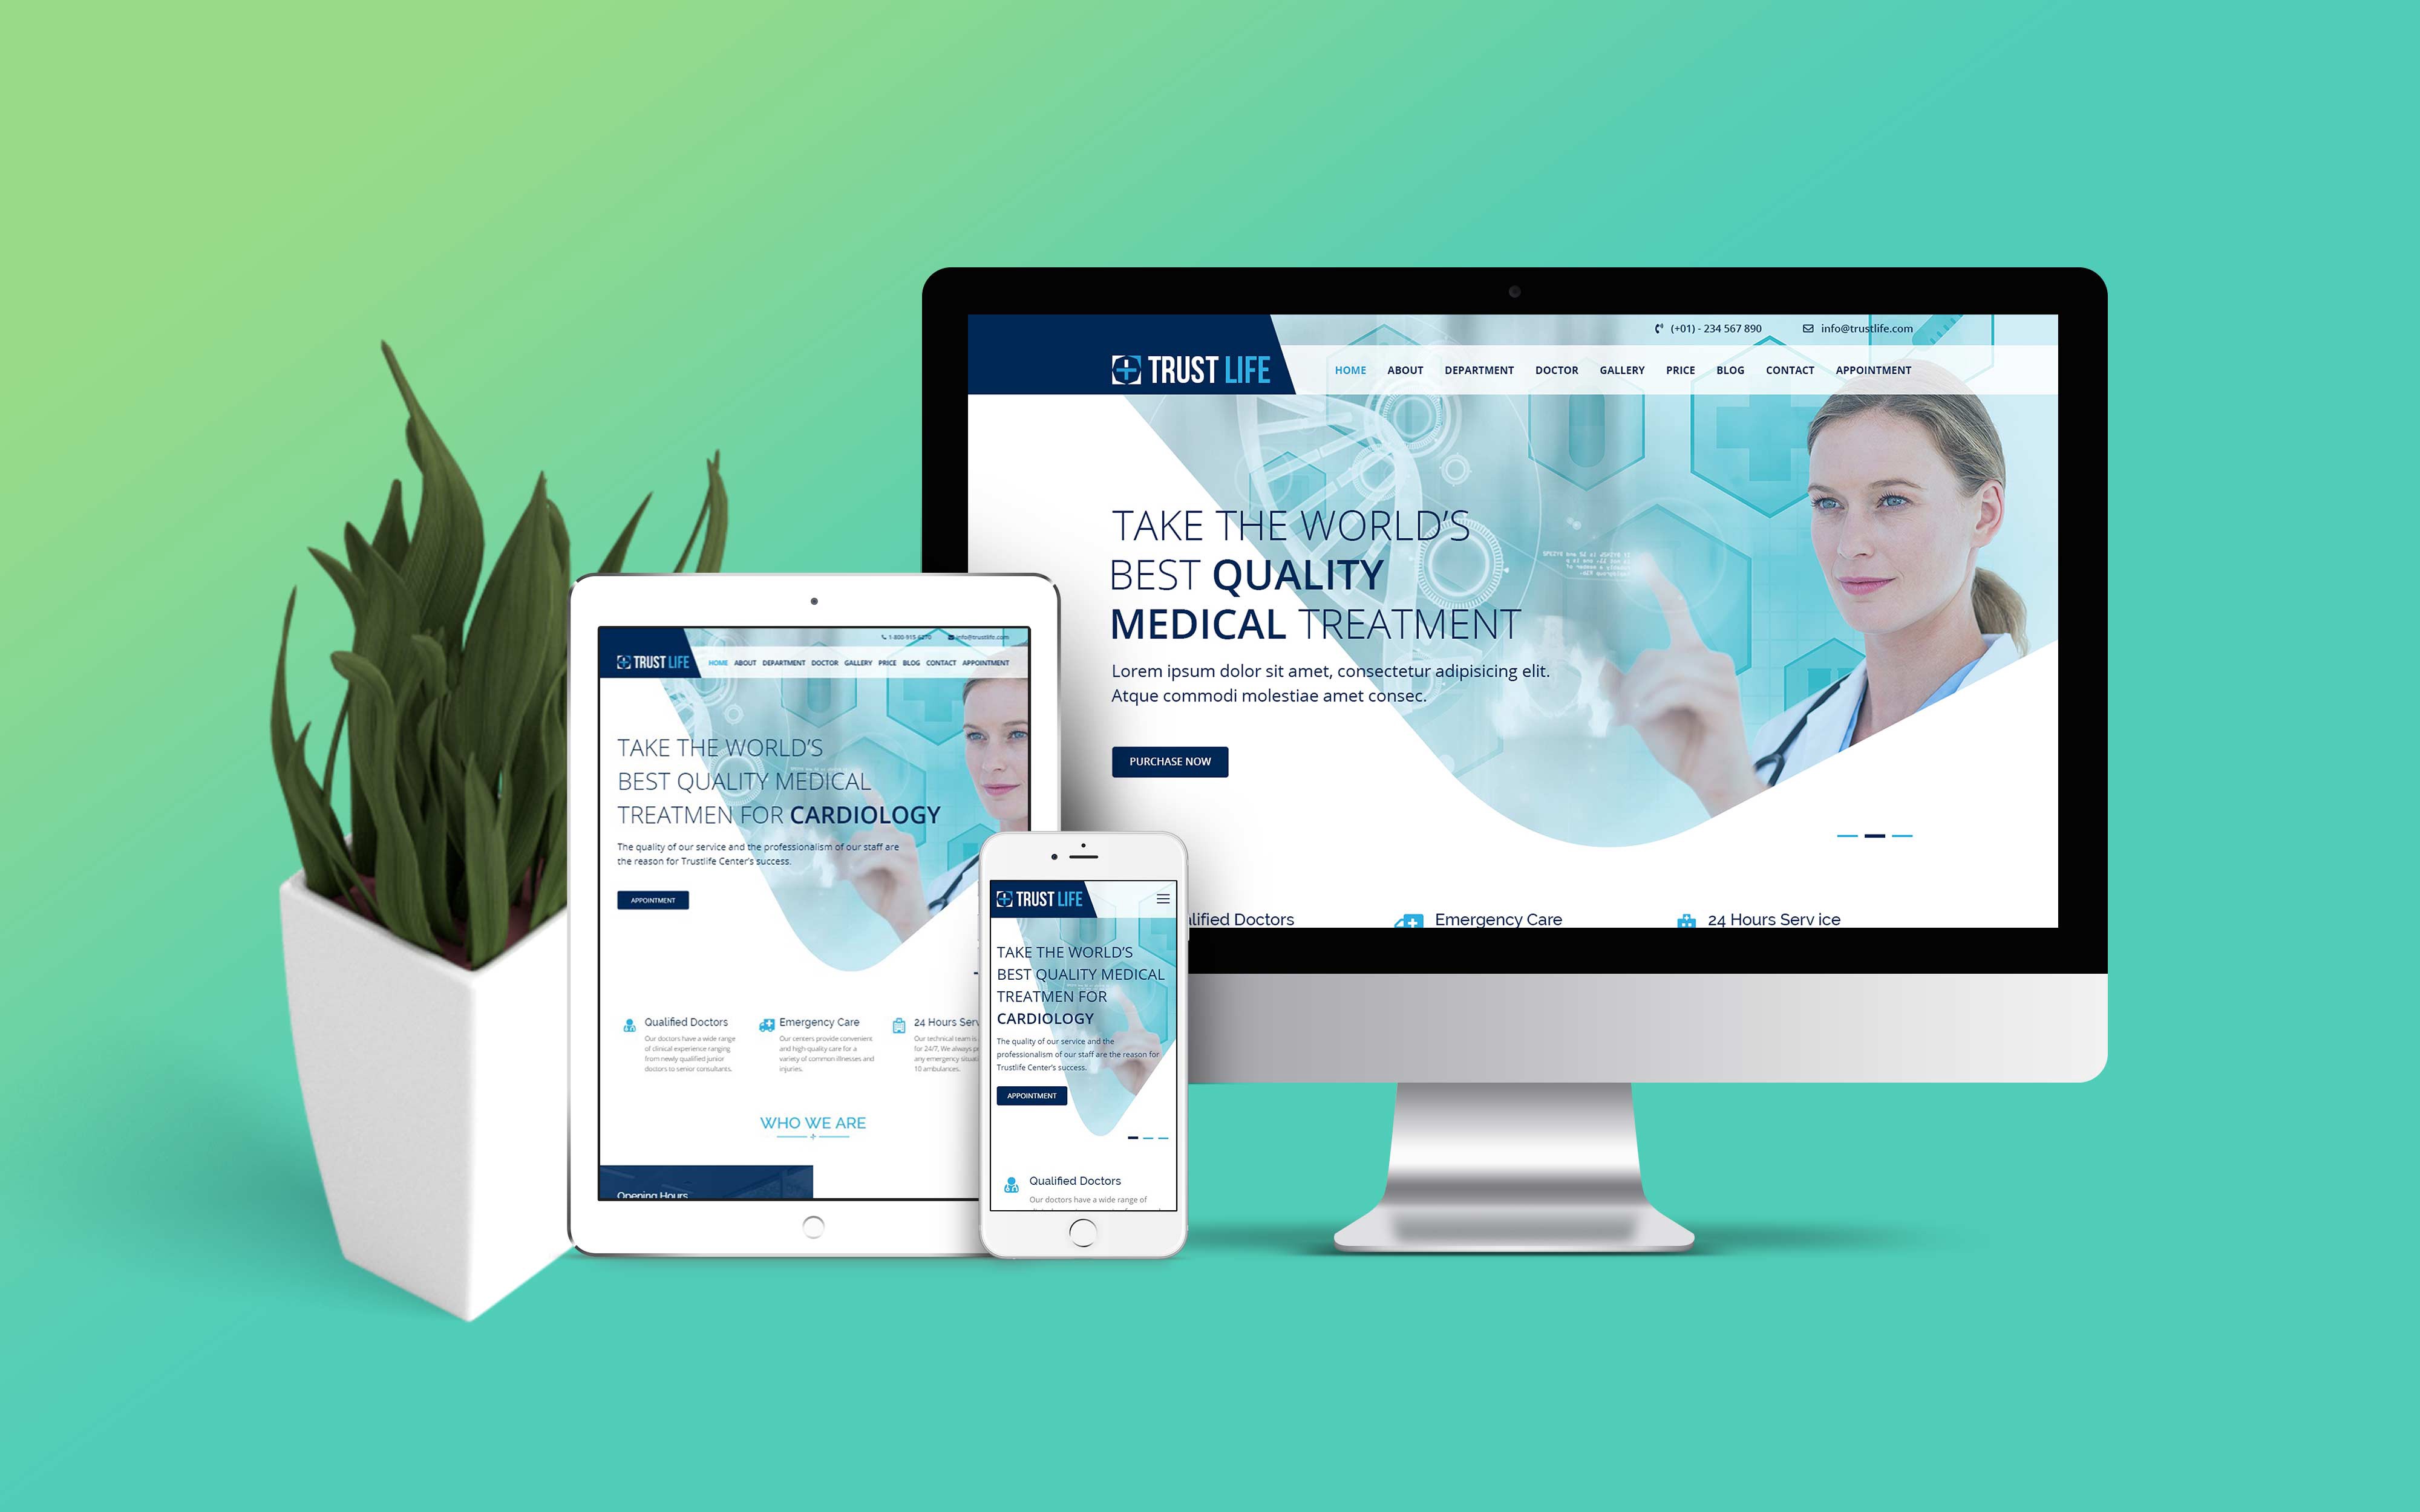 (+01) - 234 567 890 info@trustlife.com
TRUST LIFE
HOME ABOUT DEPARTMENT DOCTOR GALLERY PRICE BLOG CONTACT APPOINTMENT
TAKE THE WORLD'S
BEST QUALITY
MEDICAL TREATMENT
Lorem ipsum dolor sit amet, consectetur adipisicing elit.
Atque commodi molestiae amet consec.
PURCHASE NOW
lified Doctors Emergency Care 24 Hours Serv ice
1-800-915-6270 info@trustlife.com
TRUST LIFE HOME ABOUT DEPARTMENT DOCTOR GALLERY PRICE BLOG CONTACT APPOINTMENT
TAKE THE WORLD'S
BEST QUALITY MEDICAL
TREATMEN FOR CARDIOLOGY
The quality of our service and the professionalism of our staff are
the reason for Trustlife Center's success.
APPOINTMENT
Qualified Doctors
Our doctors have a wide range
of clinical experience ranging
from newly qualified junior
doctors to senior consultants.
Emergency Care
Our centers provide convenient
and high-quality care for a
variety of common illnesses and
injuries.
24 Hours Serv
Our technical team is
for 24/7, We always p
any emergency situat
10 ambulances.
WHO WE ARE
Opening Hours
TRUST LIFE
TAKE THE WORLD'S
BEST QUALITY MEDICAL
TREATMEN FOR
CARDIOLOGY
The quality of our service and the
professionalism of our staff are the reason for
Trustlife Center's success.
APPOINTMENT
Qualified Doctors
Our doctors have a wide range of